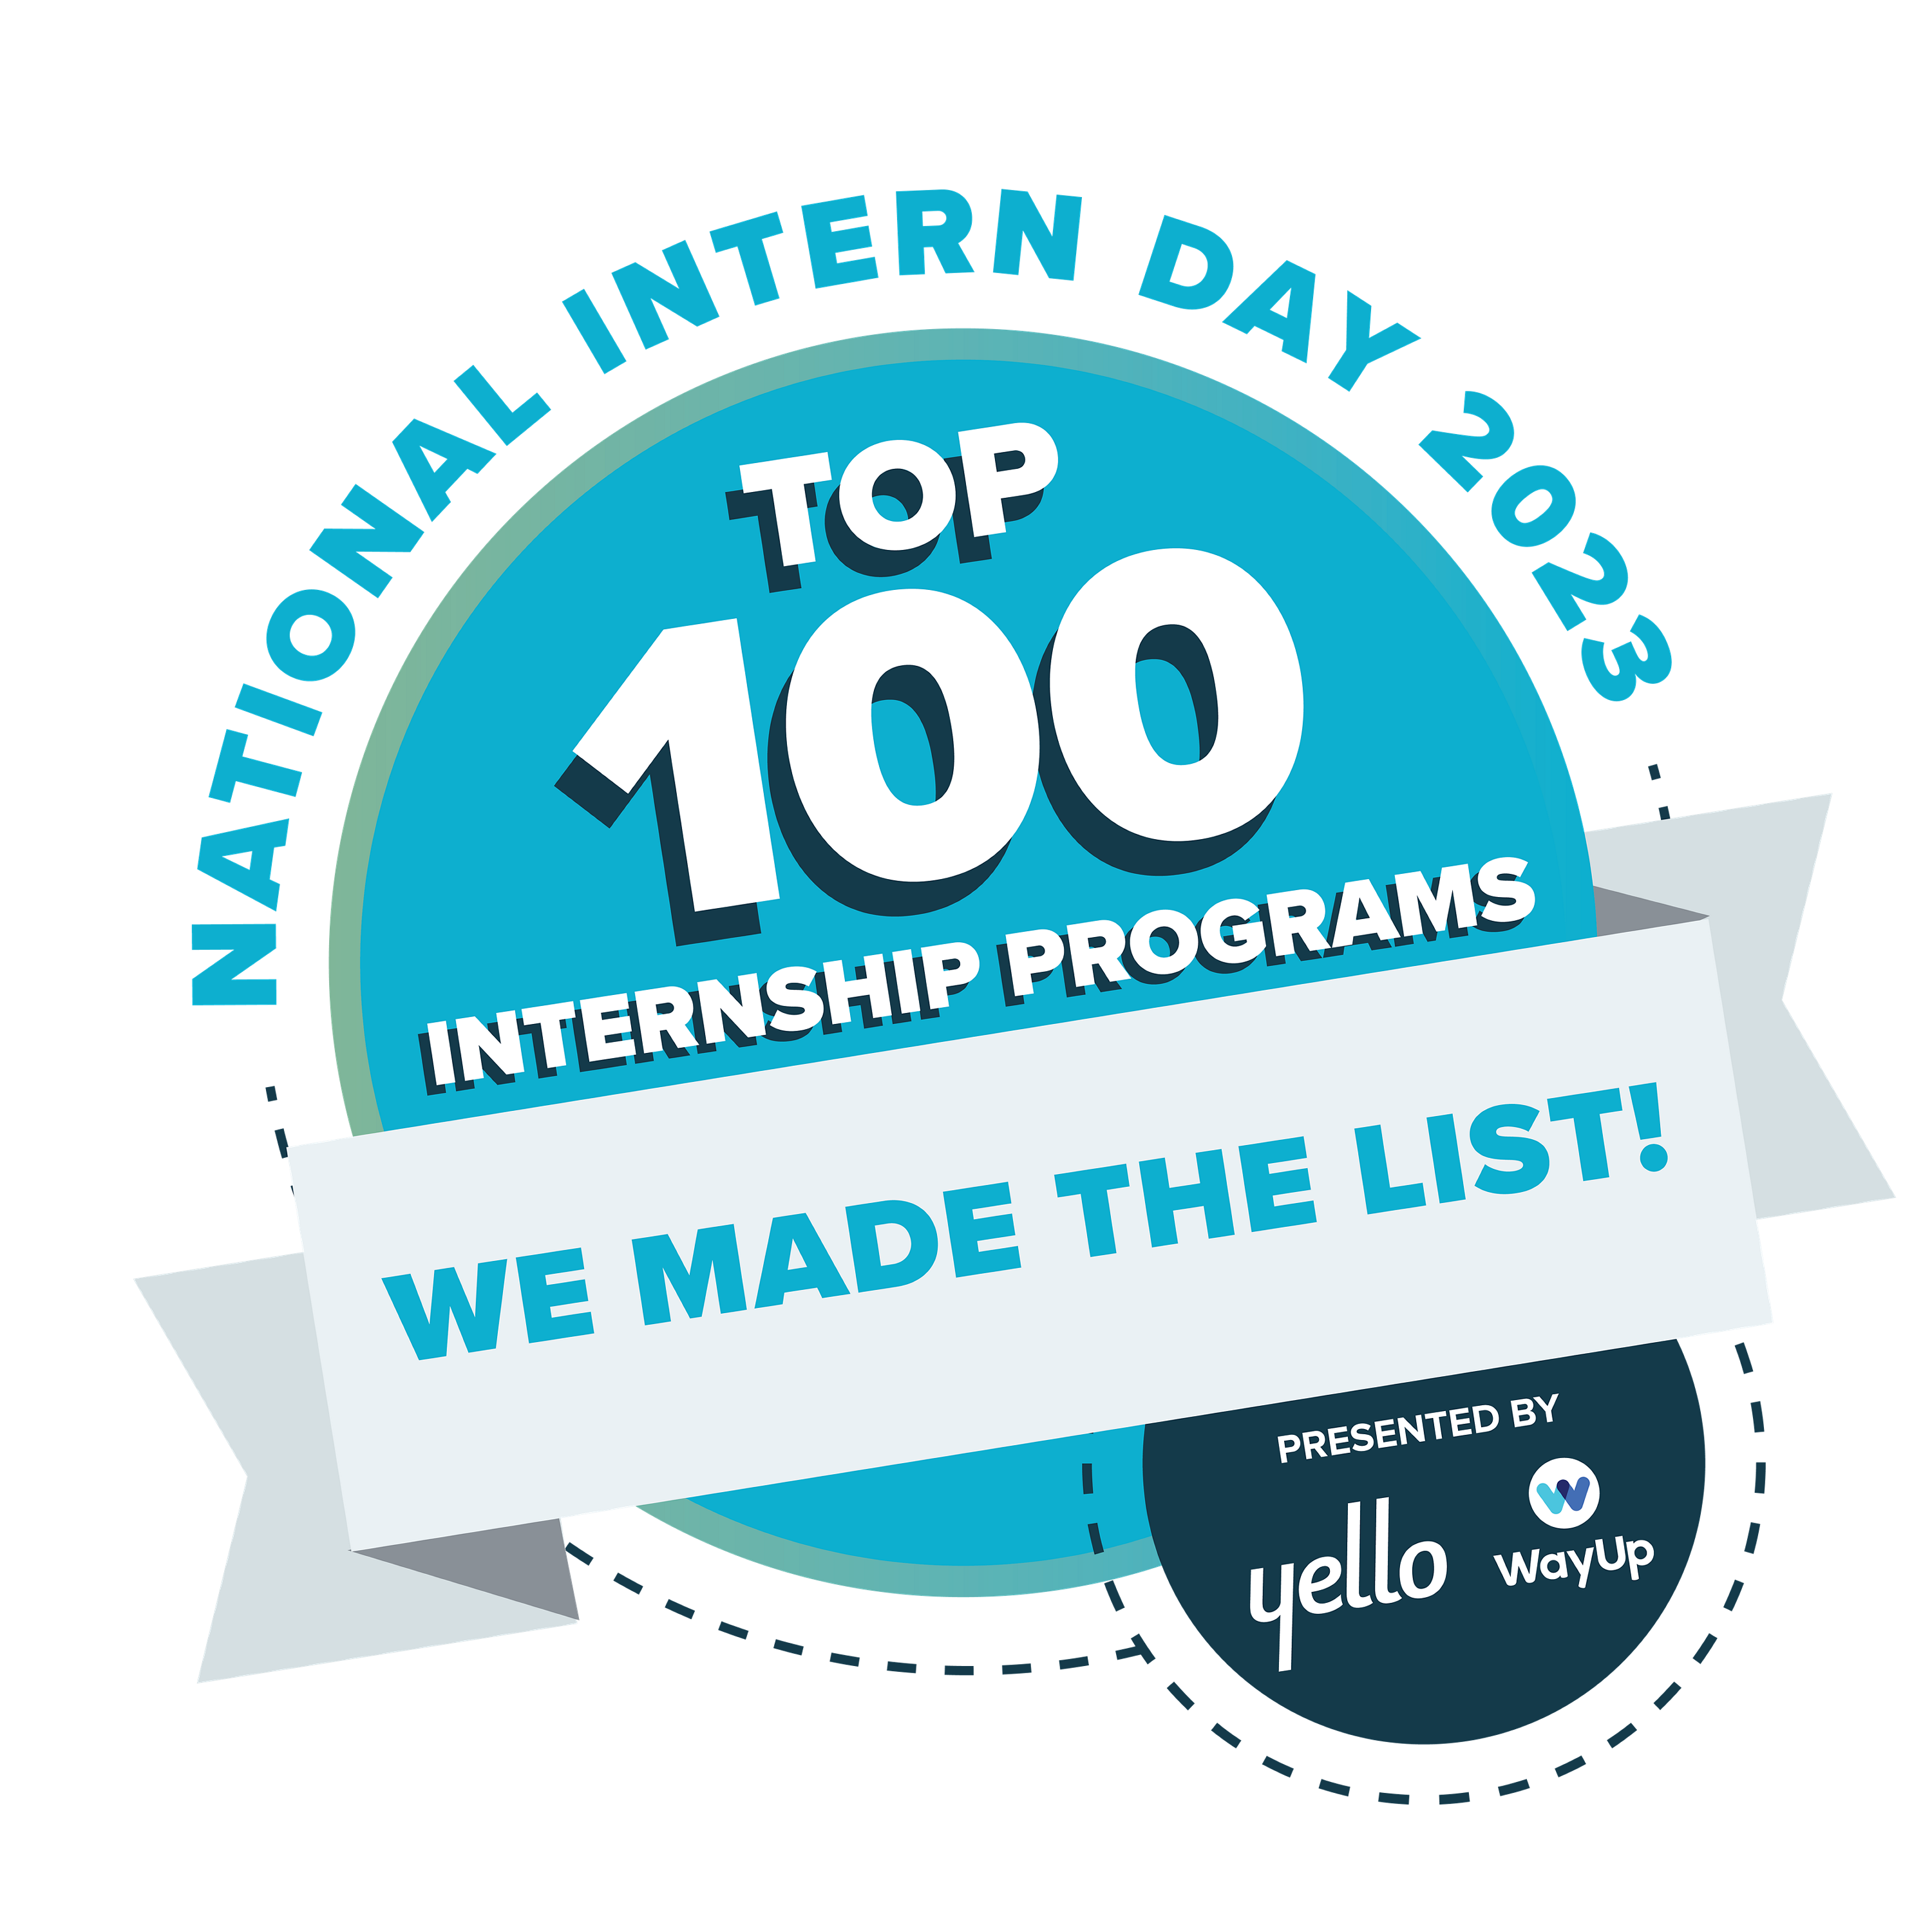 NATIONAL INTERN DAY 2023
TOP
100
INTERNSHIP PROGRAMS
WE MADE THE LIST!
PRESENTED BY
yello
wayUp